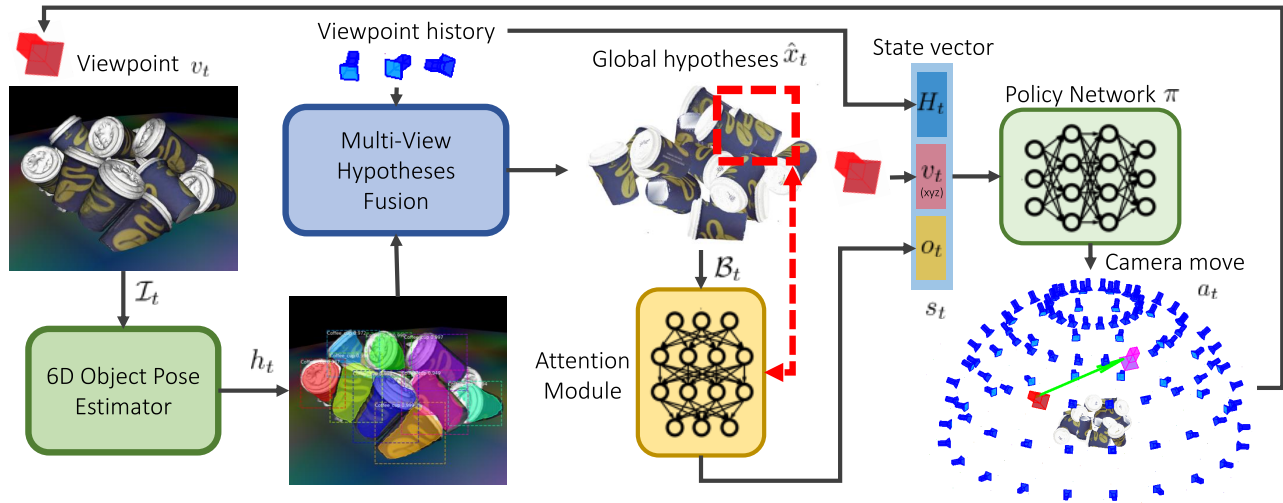 Viewpoint v_t
Viewpoint history
Global hypotheses x̂_t
State vector
Policy Network π
H_t
v_t
(xyz)
o_t
s_t
Multi-View
Hypotheses
Fusion
ℬ_t
Camera move
a_t
ℐ_t
6D Object Pose
Estimator
h_t
Attention
Module